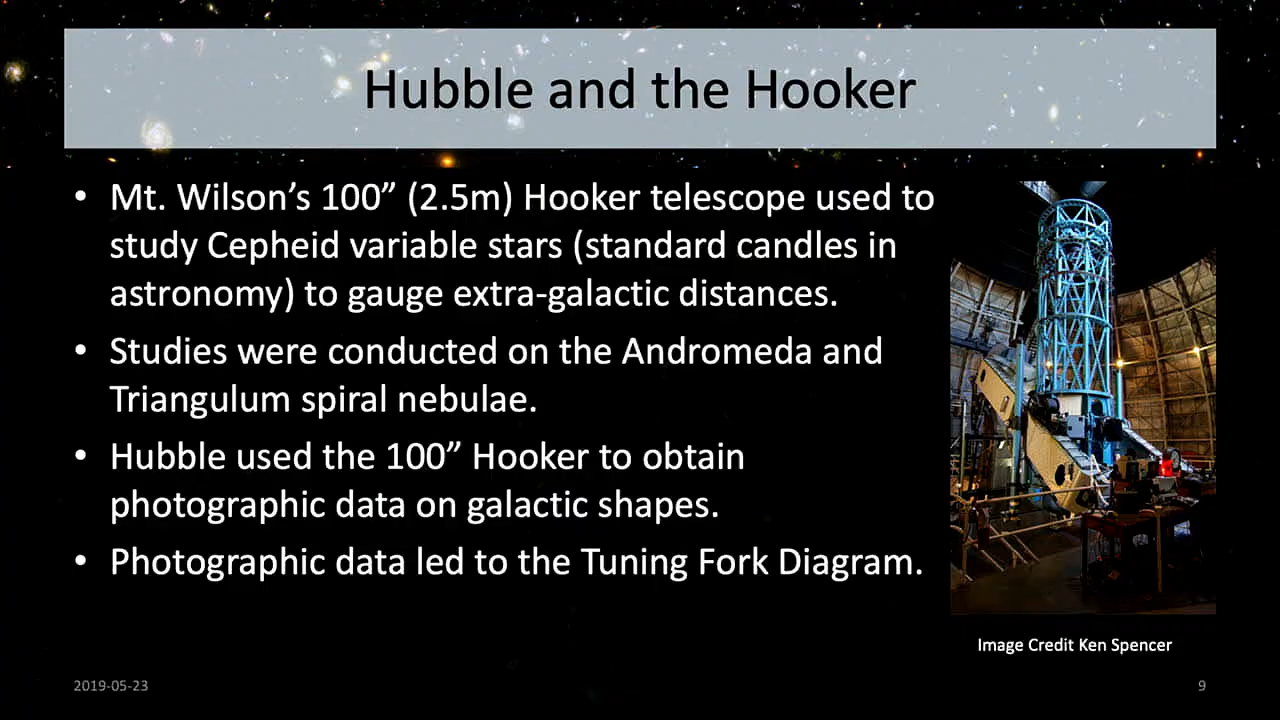 Hubble and the Hooker
• Mt. Wilson’s 100” (2.5m) Hooker telescope used to
study Cepheid variable stars (standard candles in
astronomy) to gauge extra-galactic distances.
• Studies were conducted on the Andromeda and
Triangulum spiral nebulae.
• Hubble used the 100” Hooker to obtain
photographic data on galactic shapes.
• Photographic data led to the Tuning Fork Diagram.
Image Credit Ken Spencer
2019-05-23
9